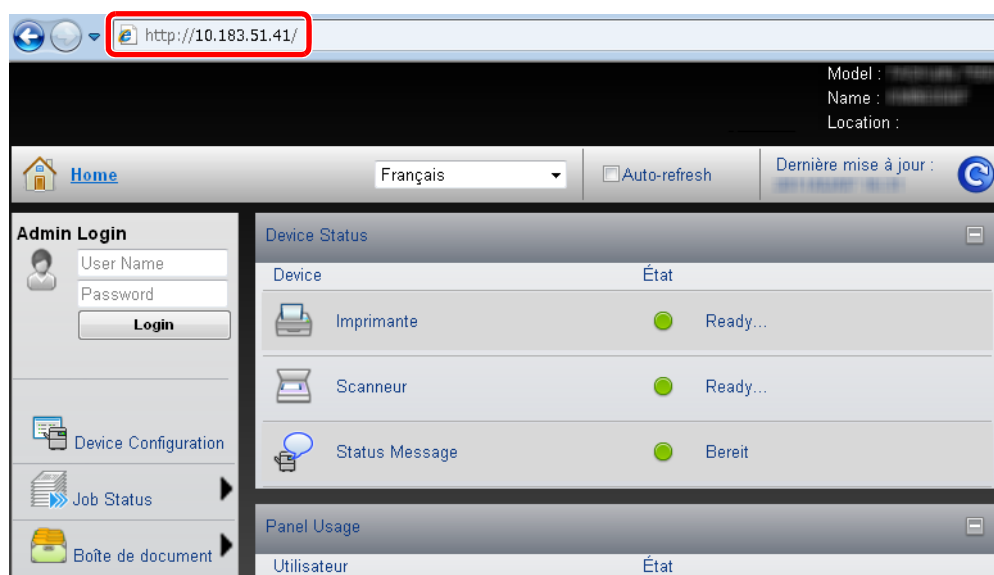 http://10.183.51.41/
Model :
Name :
Location :
Home
Français
Auto-refresh
Dernière mise à jour :
Admin Login
User Name
Password
Login
Device Configuration
Job Status
Boîte de document
Device Status
Device État
Imprimante Ready...
Scanneur Ready...
Status Message Bereit
Panel Usage
Utilisateur État